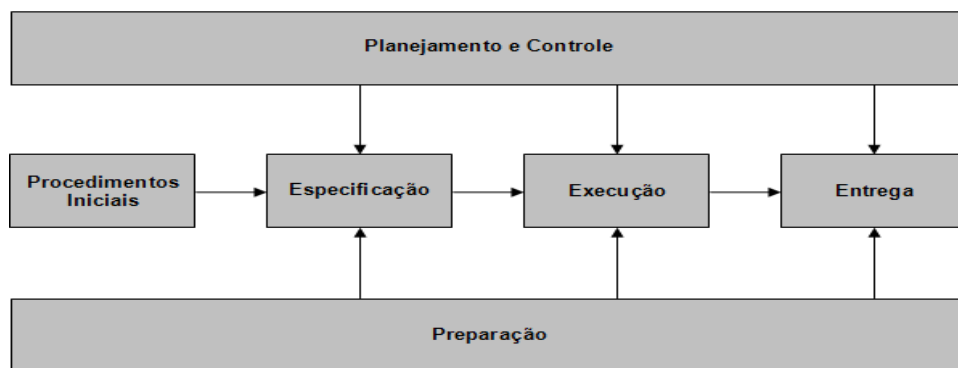 Planejamento e Controle
Procedimentos
Iniciais
Especificação
Execução
Entrega
Preparação